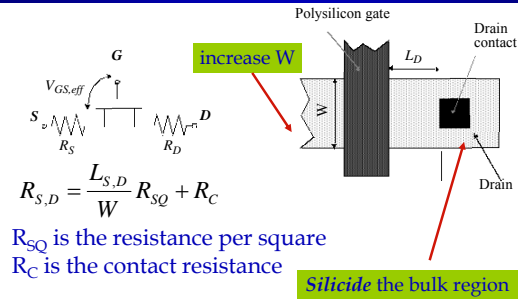 Polysilicon gate
Drain
contact
G
increase W
L_D
V_GS,eff
W
S
D
R_S
R_D
Drain
R_S,D = L_S,D / W R_SQ + R_C
R_SQ is the resistance per square
R_C is the contact resistance
Silicide the bulk region